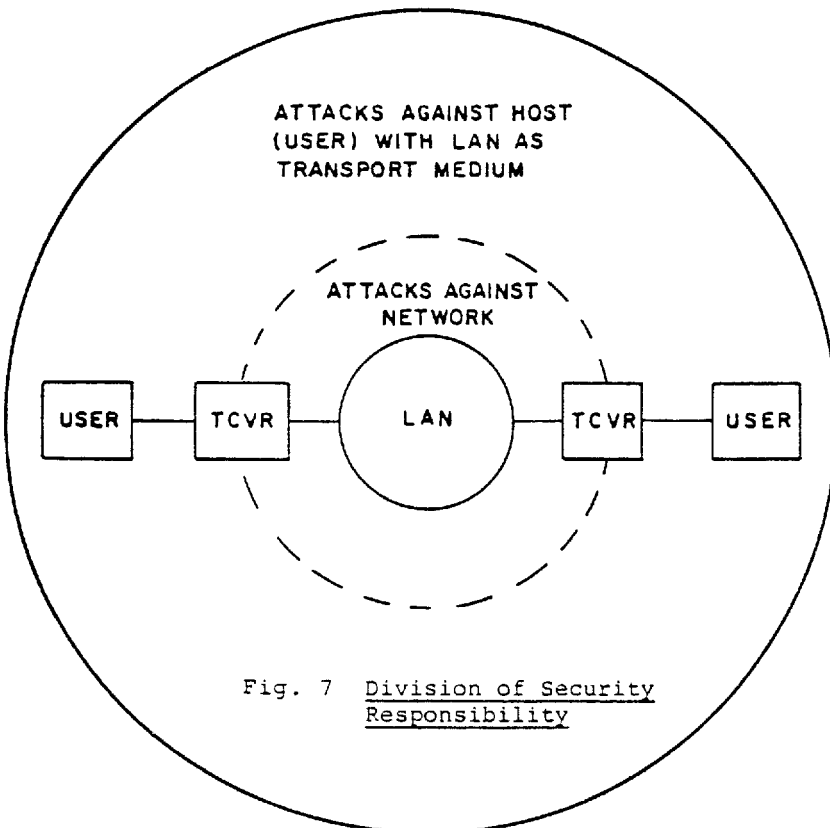 ATTACKS AGAINST HOST
(USER) WITH LAN AS
TRANSPORT MEDIUM
ATTACKS AGAINST
NETWORK
USER
TCVR
LAN
TCVR
USER
Fig. 7 Division of Security
Responsibility